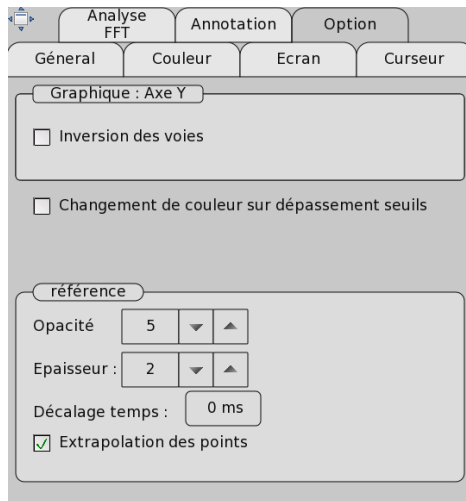 Analyse
FFT
Annotation
Option
Géneral
Couleur
Ecran
Curseur
Graphique : Axe Y
Inversion des voies
Changement de couleur sur dépassement seuils
référence
Opacité 5
Epaisseur : 2
Décalage temps : 0 ms
Extrapolation des points